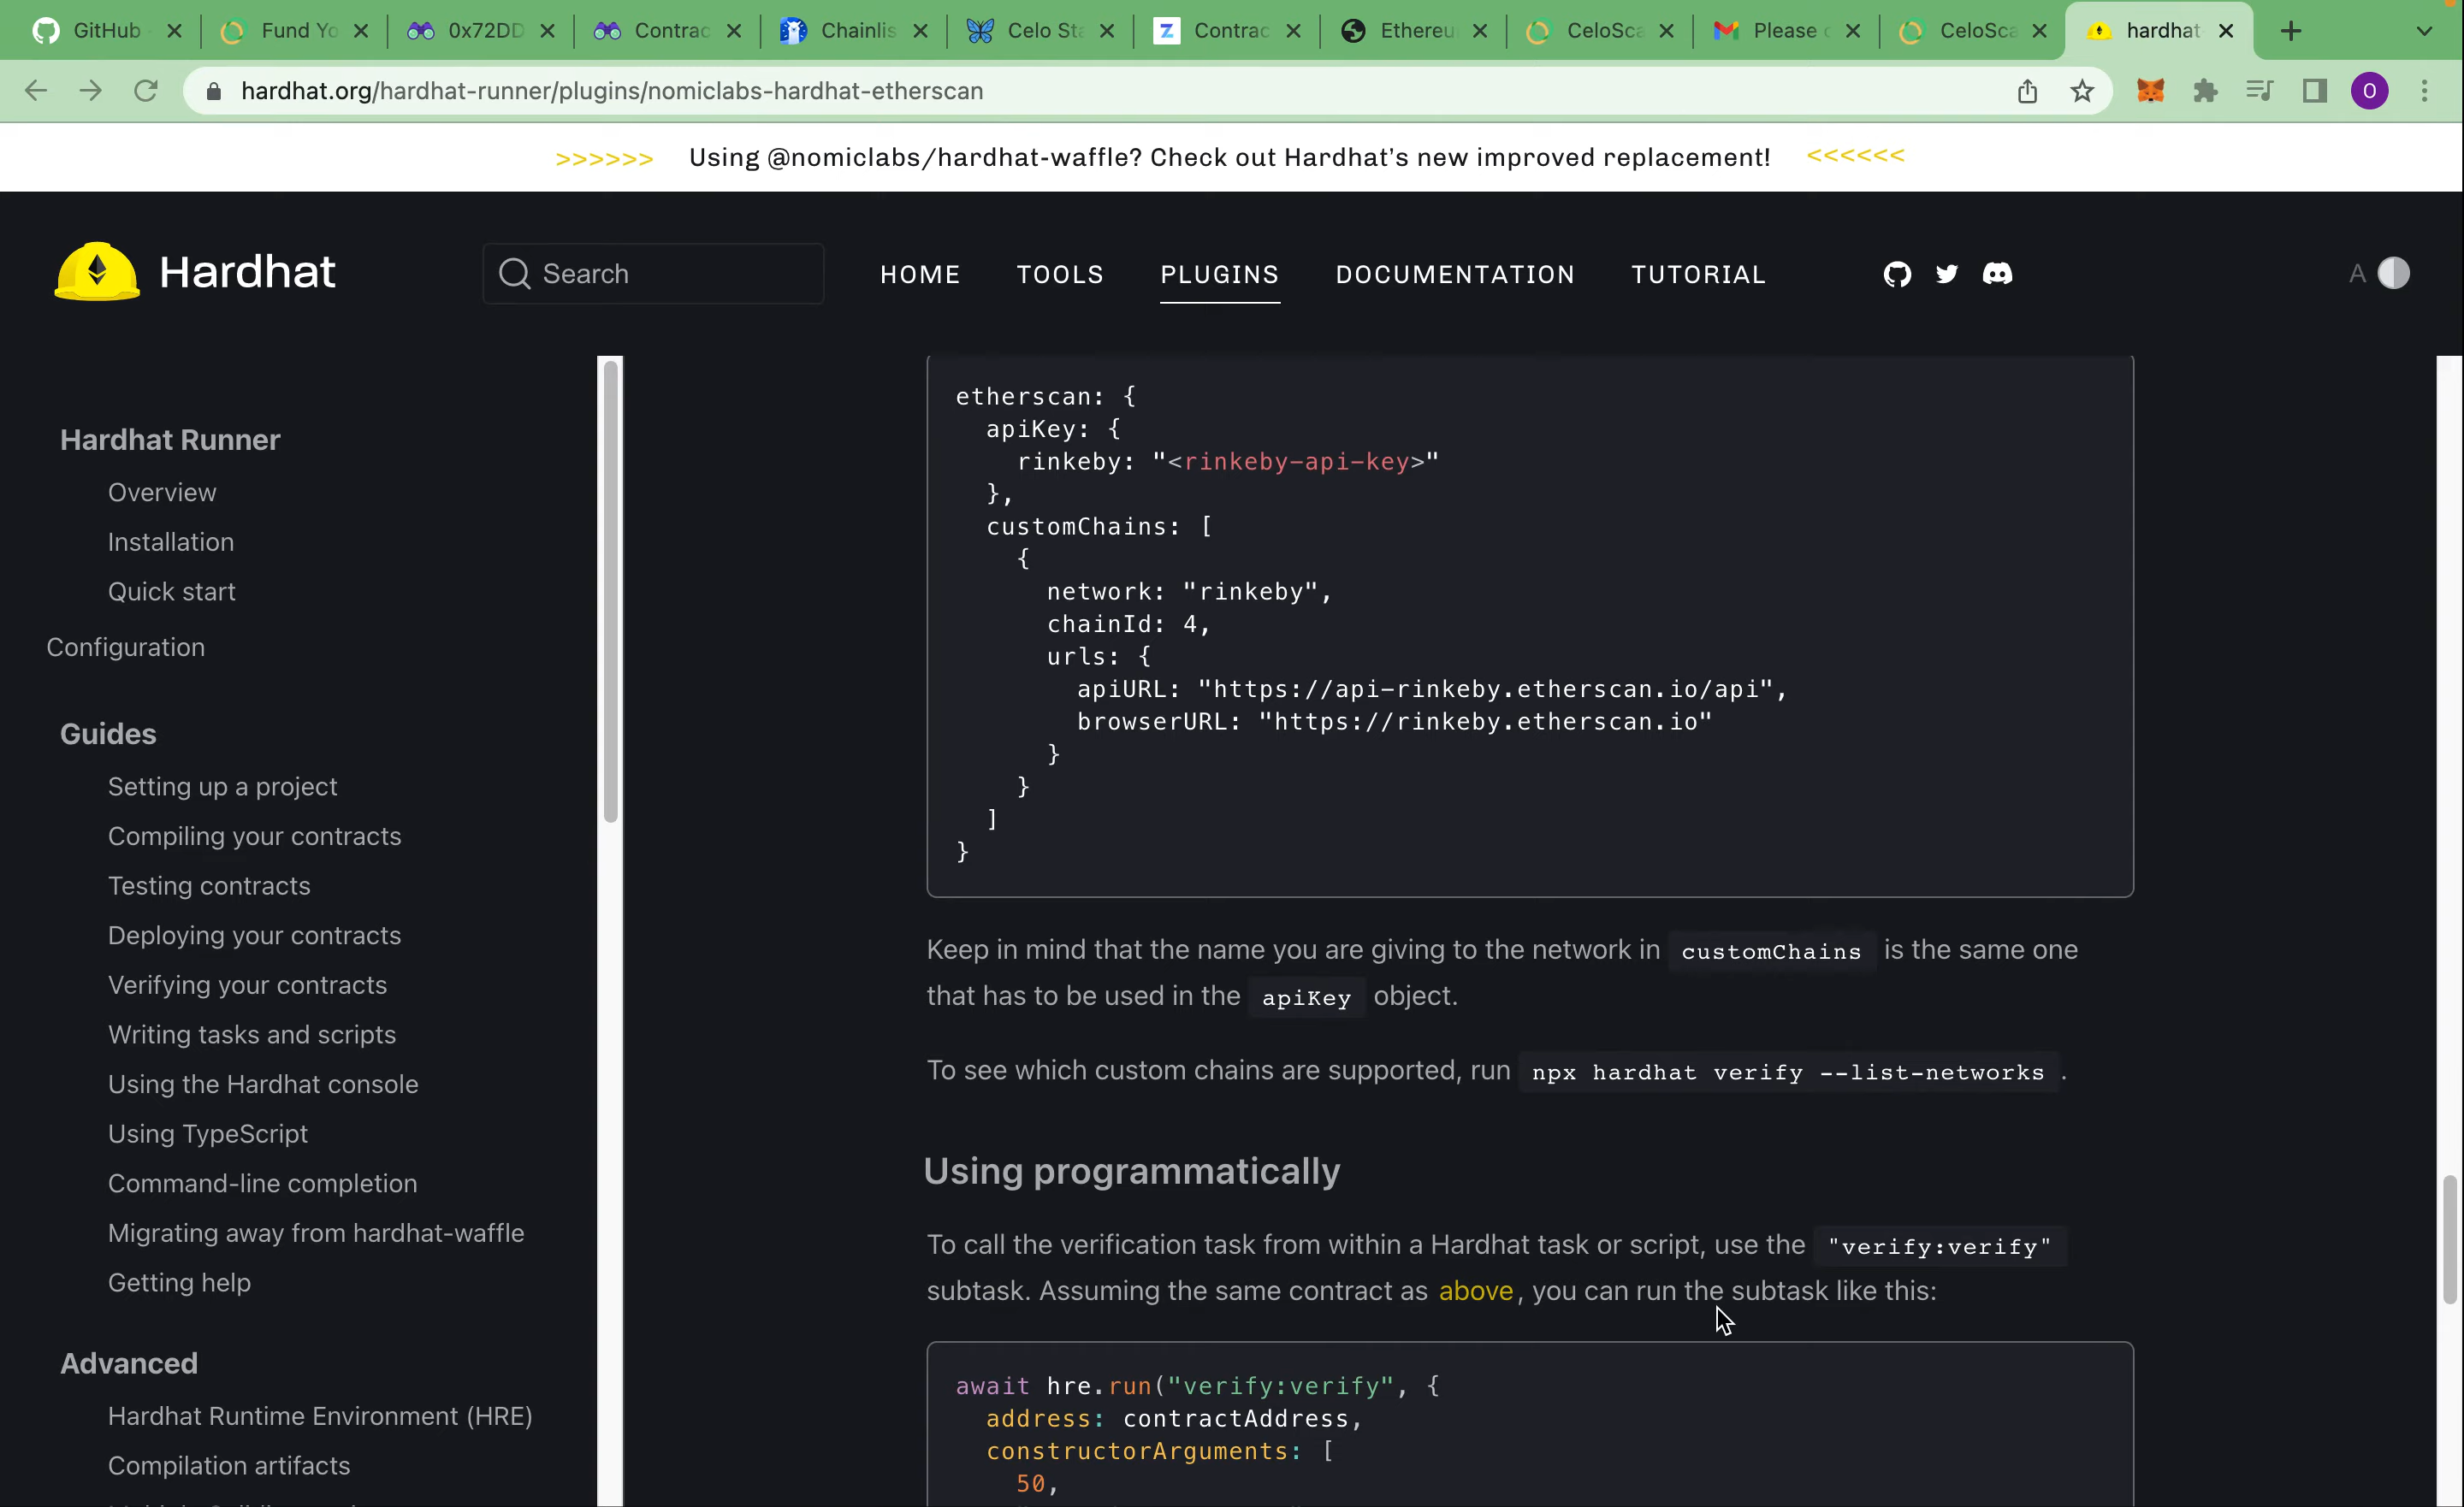 GitHub
Fund Yo
0x72DD
Contrac
Chainlis
Celo Sta
Contrac
Ethereu
CeloSca
Please c
CeloSca
hardhat
hardhat.org/hardhat-runner/plugins/nomiclabs-hardhat-etherscan
O
>>>>>> Using @nomiclabs/hardhat-waffle? Check out Hardhat's new improved replacement! <<<<<<
Hardhat
Search
HOME
TOOLS
PLUGINS
DOCUMENTATION
TUTORIAL
A
Hardhat Runner
Overview
Installation
Quick start
Configuration
Guides
Setting up a project
Compiling your contracts
Testing contracts
Deploying your contracts
Verifying your contracts
Writing tasks and scripts
Using the Hardhat console
Using TypeScript
Command-line completion
Migrating away from hardhat-waffle
Getting help
Advanced
Hardhat Runtime Environment (HRE)
Compilation artifacts
etherscan: {
apiKey: {
rinkeby: "<rinkeby-api-key>"
},
customChains: [
{
network: "rinkeby",
chainId: 4,
urls: {
apiURL: "https://api-rinkeby.etherscan.io/api",
browserURL: "https://rinkeby.etherscan.io"
}
}
]
}
Keep in mind that the name you are giving to the network in customChains is the same one
that has to be used in the apiKey object.
To see which custom chains are supported, run npx hardhat verify --list-networks .
Using programmatically
To call the verification task from within a Hardhat task or script, use the "verify:verify"
subtask. Assuming the same contract as above, you can run the subtask like this:
await hre.run("verify:verify", {
address: contractAddress,
constructorArguments: [
50,